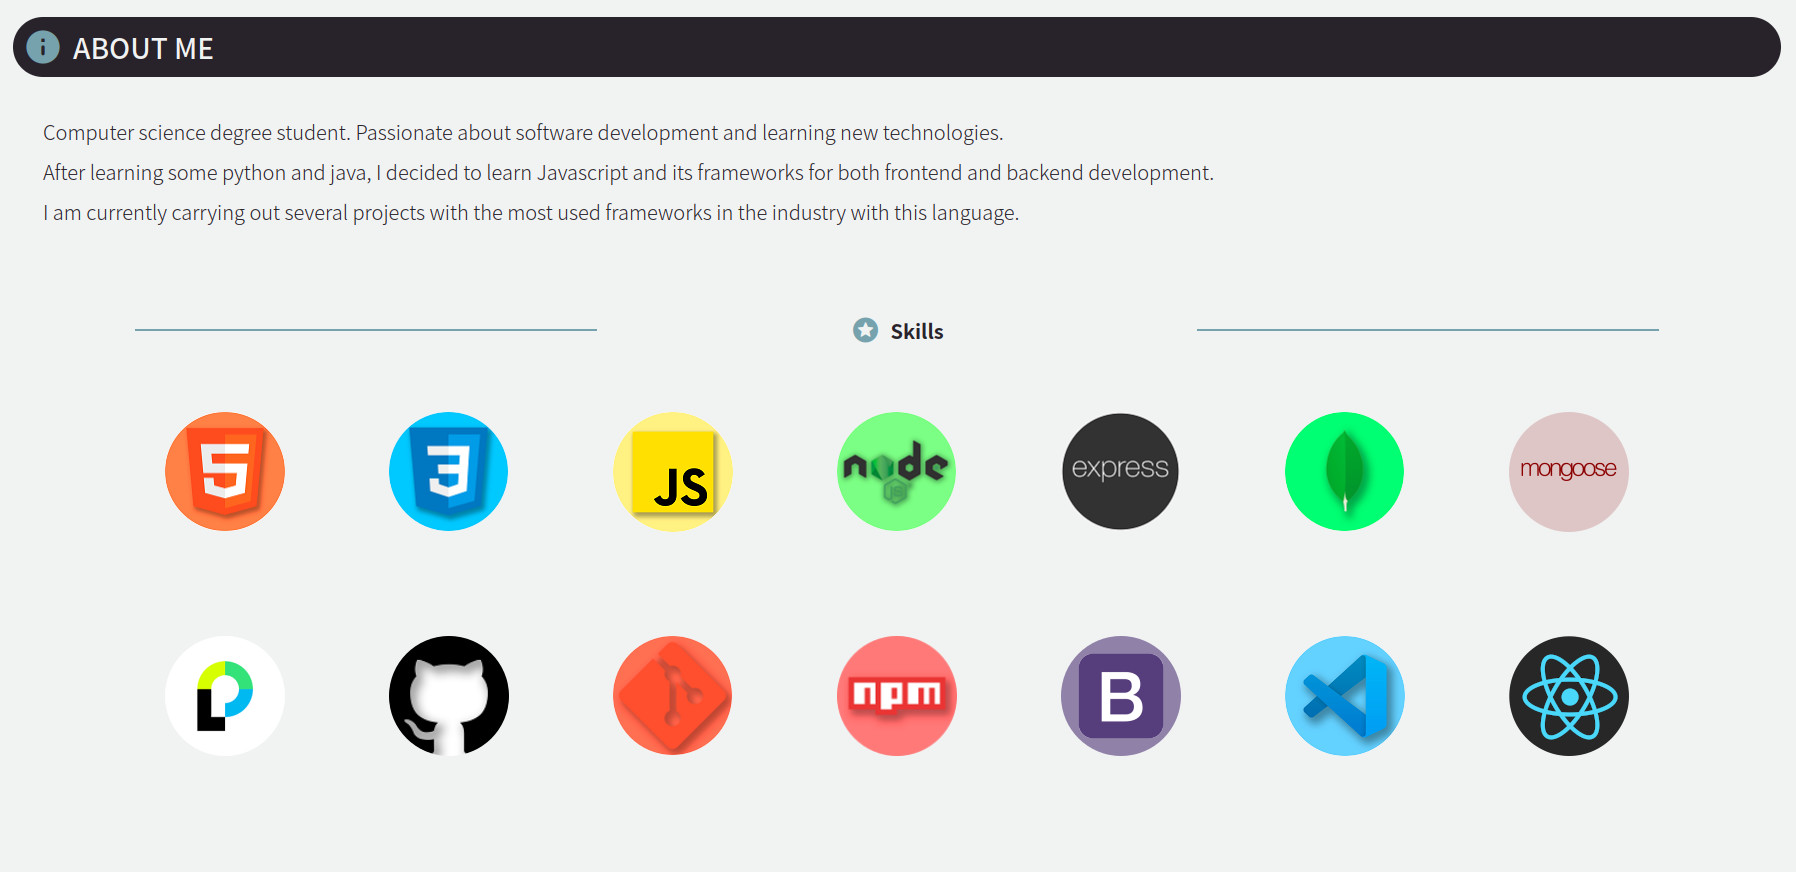 ABOUT ME
Computer science degree student. Passionate about software development and learning new technologies.
After learning some python and java, I decided to learn Javascript and its frameworks for both frontend and backend development.
I am currently carrying out several projects with the most used frameworks in the industry with this language.
Skills
5
3
JS
node
JS
express
mongoose
npm
B